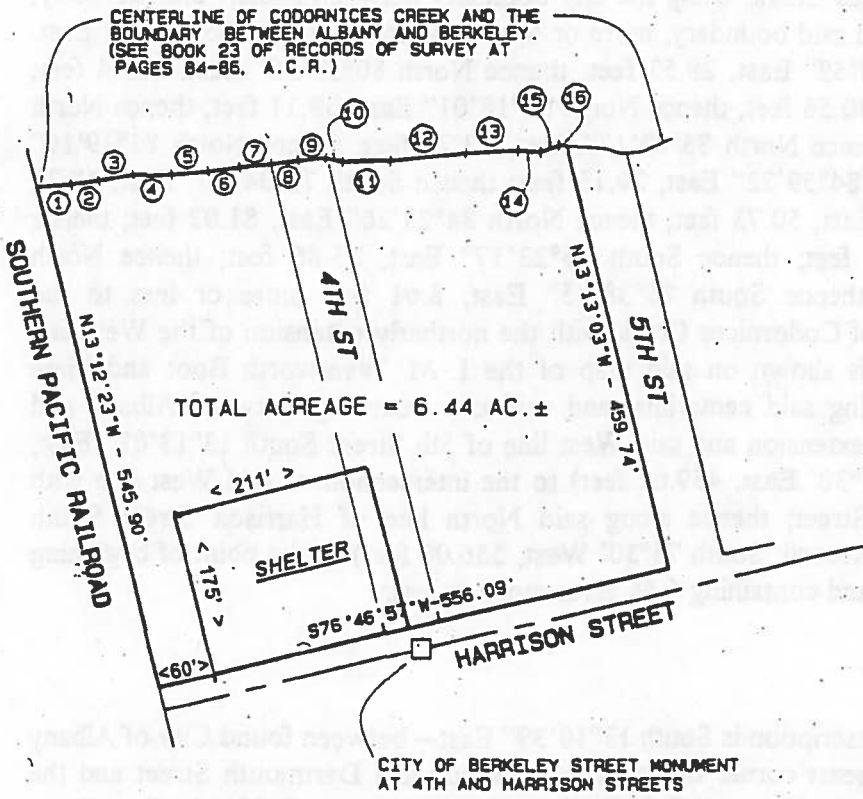 CENTERLINE OF CODORNICES CREEK AND THE
BOUNDARY BETWEEN ALBANY AND BERKELEY
(SEE BOOK 23 OF RECORDS OF SURVEY AT
PAGES 84-86, A.C.R.)
1
2
3
4
5
6
7
8
9
10
11
12
13
14
15
16
SOUTHERN PACIFIC RAILROAD
N13°12'23"W - 545.90'
4TH ST
N13°13'03"W - 459.74'
5TH ST
TOTAL ACREAGE = 6.44 AC.±
< 211' >
< 175' >
SHELTER
<60'>
S76°46'57"W-556.09'
HARRISON STREET
CITY OF BERKELEY STREET MONUMENT
AT 4TH AND HARRISON STREETS